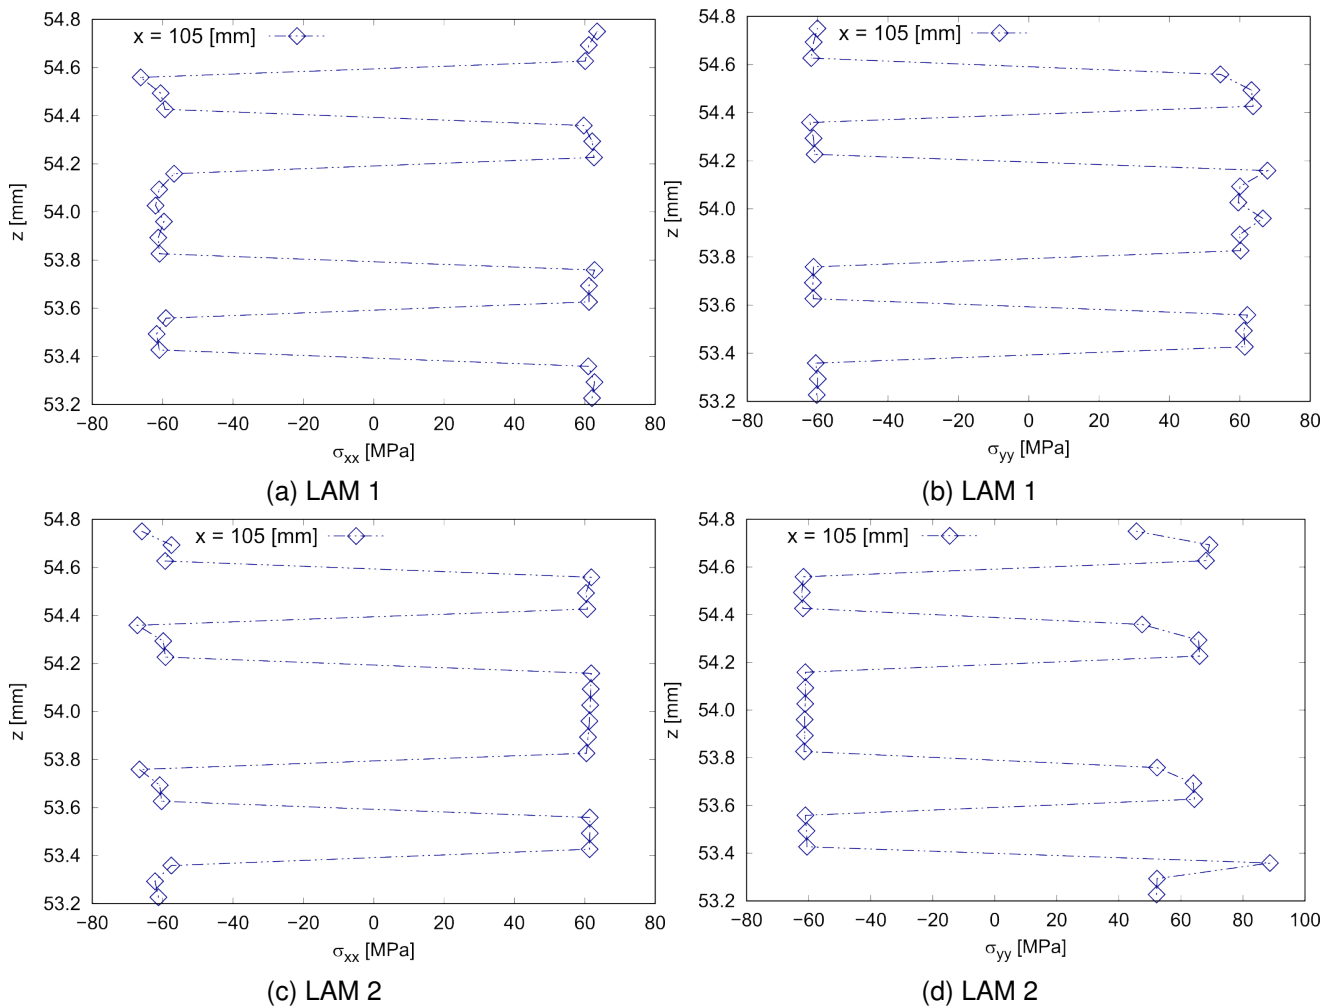 54.8
54.6
54.4
54.2
54.0
53.8
53.6
53.4
53.2
z [mm]
x = 105 [mm]
−80 −60 −40 −20 0 20 40 60 80
σxx [MPa]
(a) LAM 1
54.8
54.6
54.4
54.2
54.0
53.8
53.6
53.4
53.2
z [mm]
x = 105 [mm]
−80 −60 −40 −20 0 20 40 60 80
σyy [MPa]
(b) LAM 1
54.8
54.6
54.4
54.2
54.0
53.8
53.6
53.4
53.2
z [mm]
x = 105 [mm]
−80 −60 −40 −20 0 20 40 60 80
σxx [MPa]
(c) LAM 2
54.8
54.6
54.4
54.2
54.0
53.8
53.6
53.4
53.2
z [mm]
x = 105 [mm]
−80 −60 −40 −20 0 20 40 60 80 100
σyy [MPa]
(d) LAM 2